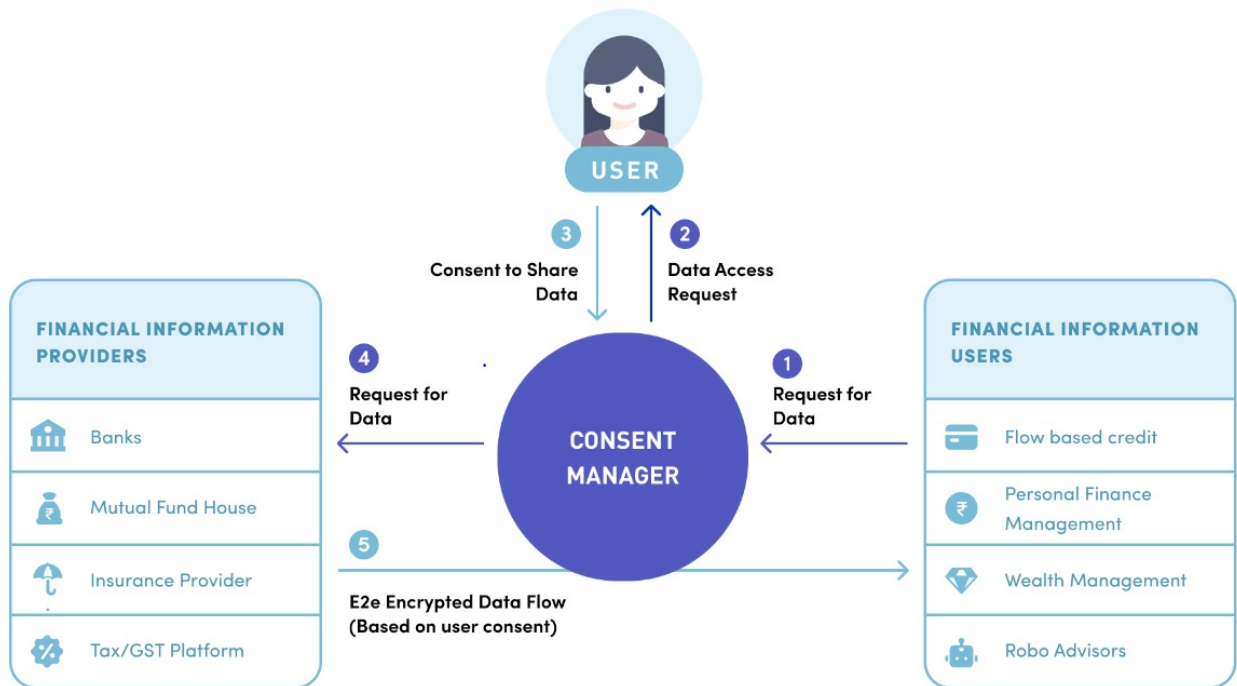 USER
3
Consent to Share
Data
2
Data Access
Request
FINANCIAL INFORMATION
PROVIDERS
Banks
Mutual Fund House
Insurance Provider
Tax/GST Platform
4
Request for
Data
CONSENT
MANAGER
1
Request for
Data
5
E2e Encrypted Data Flow
(Based on user consent)
FINANCIAL INFORMATION
USERS
Flow based credit
₹
Personal Finance
Management
Wealth Management
Robo Advisors